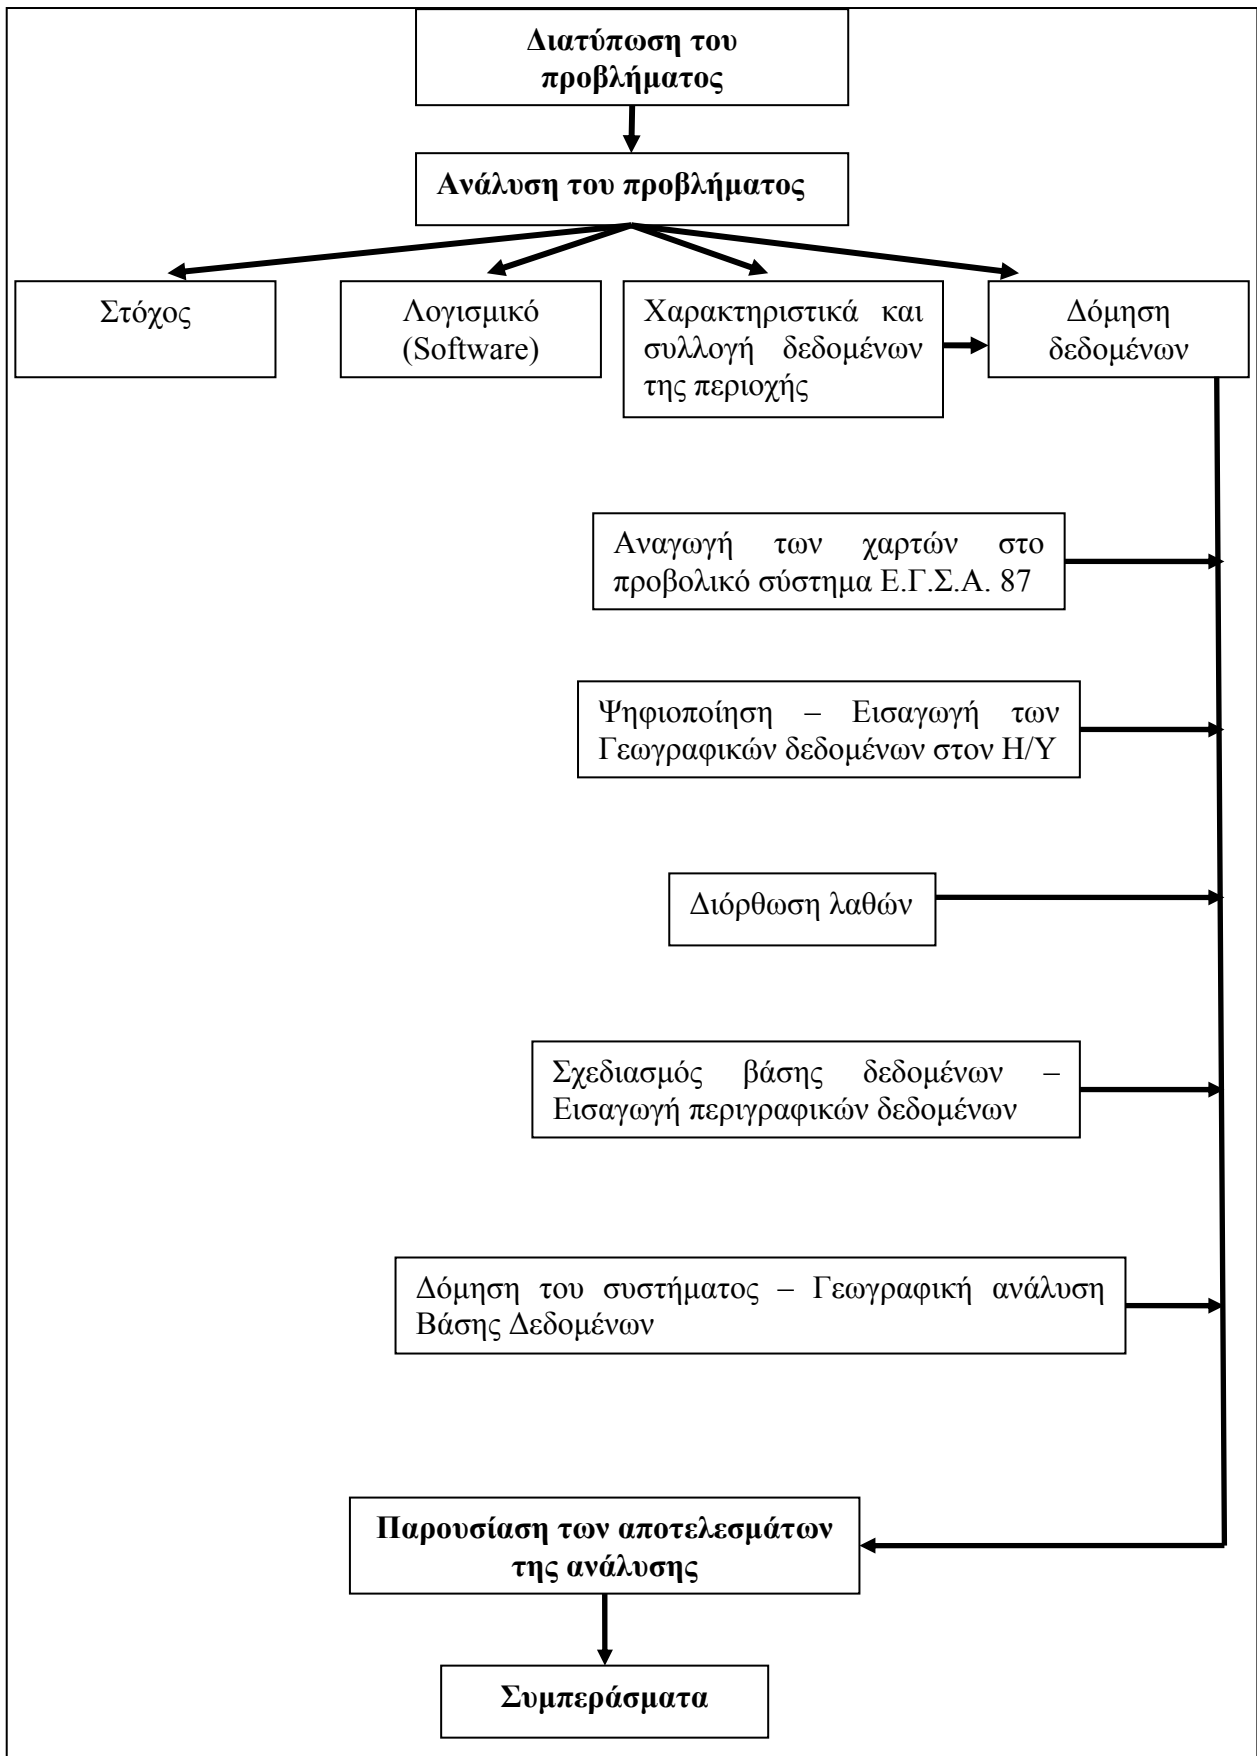 Διατύπωση του
προβλήματος
Ανάλυση του προβλήματος
Στόχος
Λογισμικό
(Software)
Χαρακτηριστικά και
συλλογή δεδομένων
της περιοχής
Δόμηση
δεδομένων
Αναγωγή των χαρτών στο
προβολικό σύστημα Ε.Γ.Σ.Α. 87
Ψηφιοποίηση – Εισαγωγή των
Γεωγραφικών δεδομένων στον Η/Υ
Διόρθωση λαθών
Σχεδιασμός βάσης δεδομένων –
Εισαγωγή περιγραφικών δεδομένων
Δόμηση του συστήματος – Γεωγραφική ανάλυση
Βάσης Δεδομένων
Παρουσίαση των αποτελεσμάτων
της ανάλυσης
Συμπεράσματα